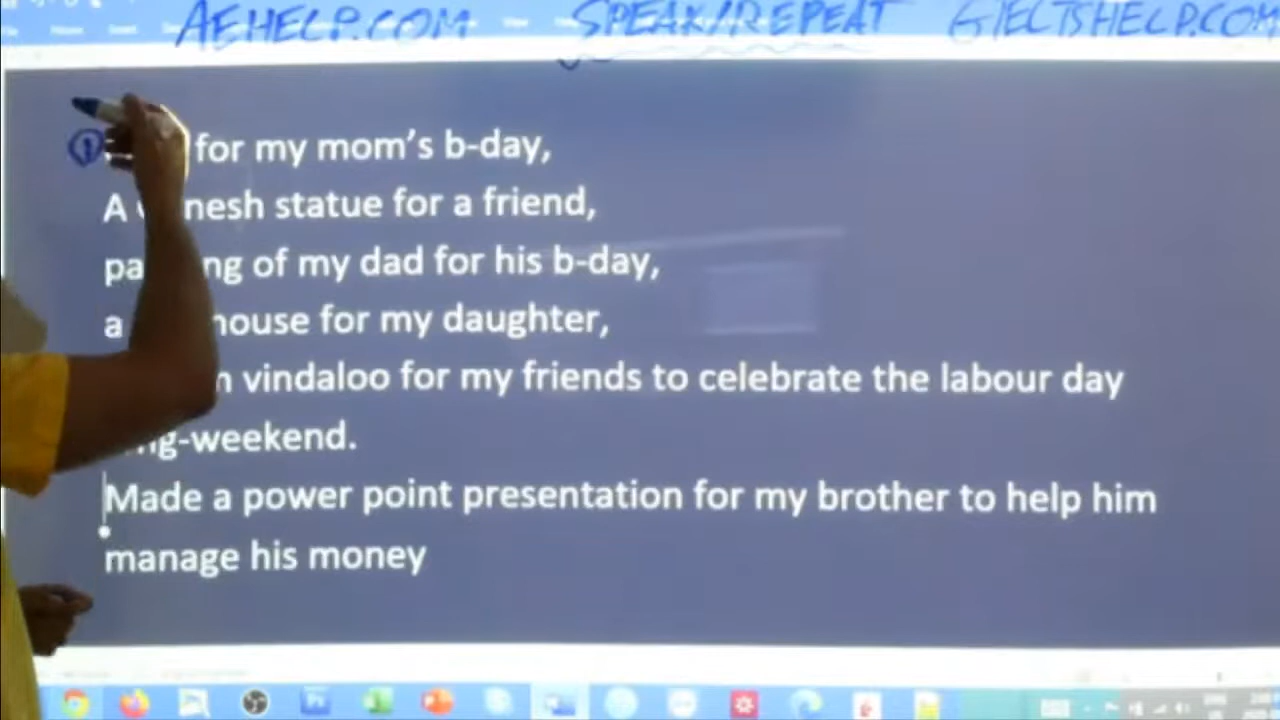 AEHELP.COM SPEAK/REPEAT GIELTSHELP.COM
① for my mom's b-day,
A nesh statue for a friend,
pa ng of my dad for his b-day,
a house for my daughter,
vindaloo for my friends to celebrate the labour day
ng-weekend.
Made a power point presentation for my brother to help him
manage his money